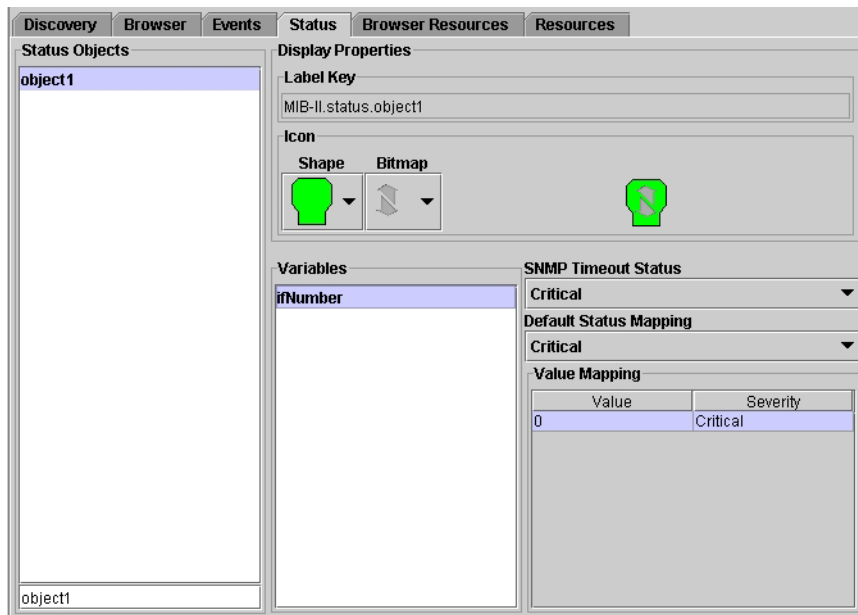 Discovery Browser Events Status Browser Resources Resources
Status Objects
object1
object1
Display Properties
Label Key
MIB-II.status.object1
Icon
Shape Bitmap
Variables
ifNumber
SNMP Timeout Status
Critical
Default Status Mapping
Critical
Value Mapping
Value Severity
0 Critical